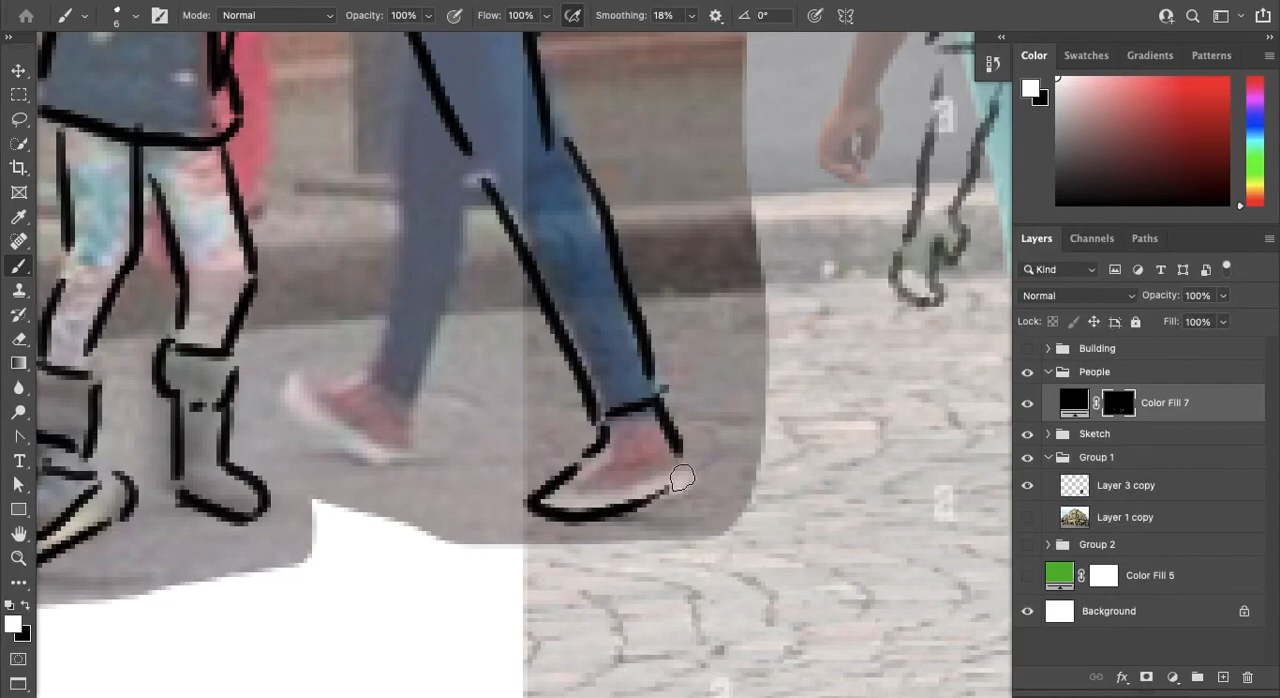 6 Mode: Normal Opacity: 100% Flow: 100% Smoothing: 18% 0°
Color Swatches Gradients Patterns
Layers Channels Paths
Kind
Normal Opacity: 100%
Lock: Fill: 100%
Building
People
Color Fill 7
Sketch
Group 1
Layer 3 copy
Layer 1 copy
Group 2
Color Fill 5
Background
fx